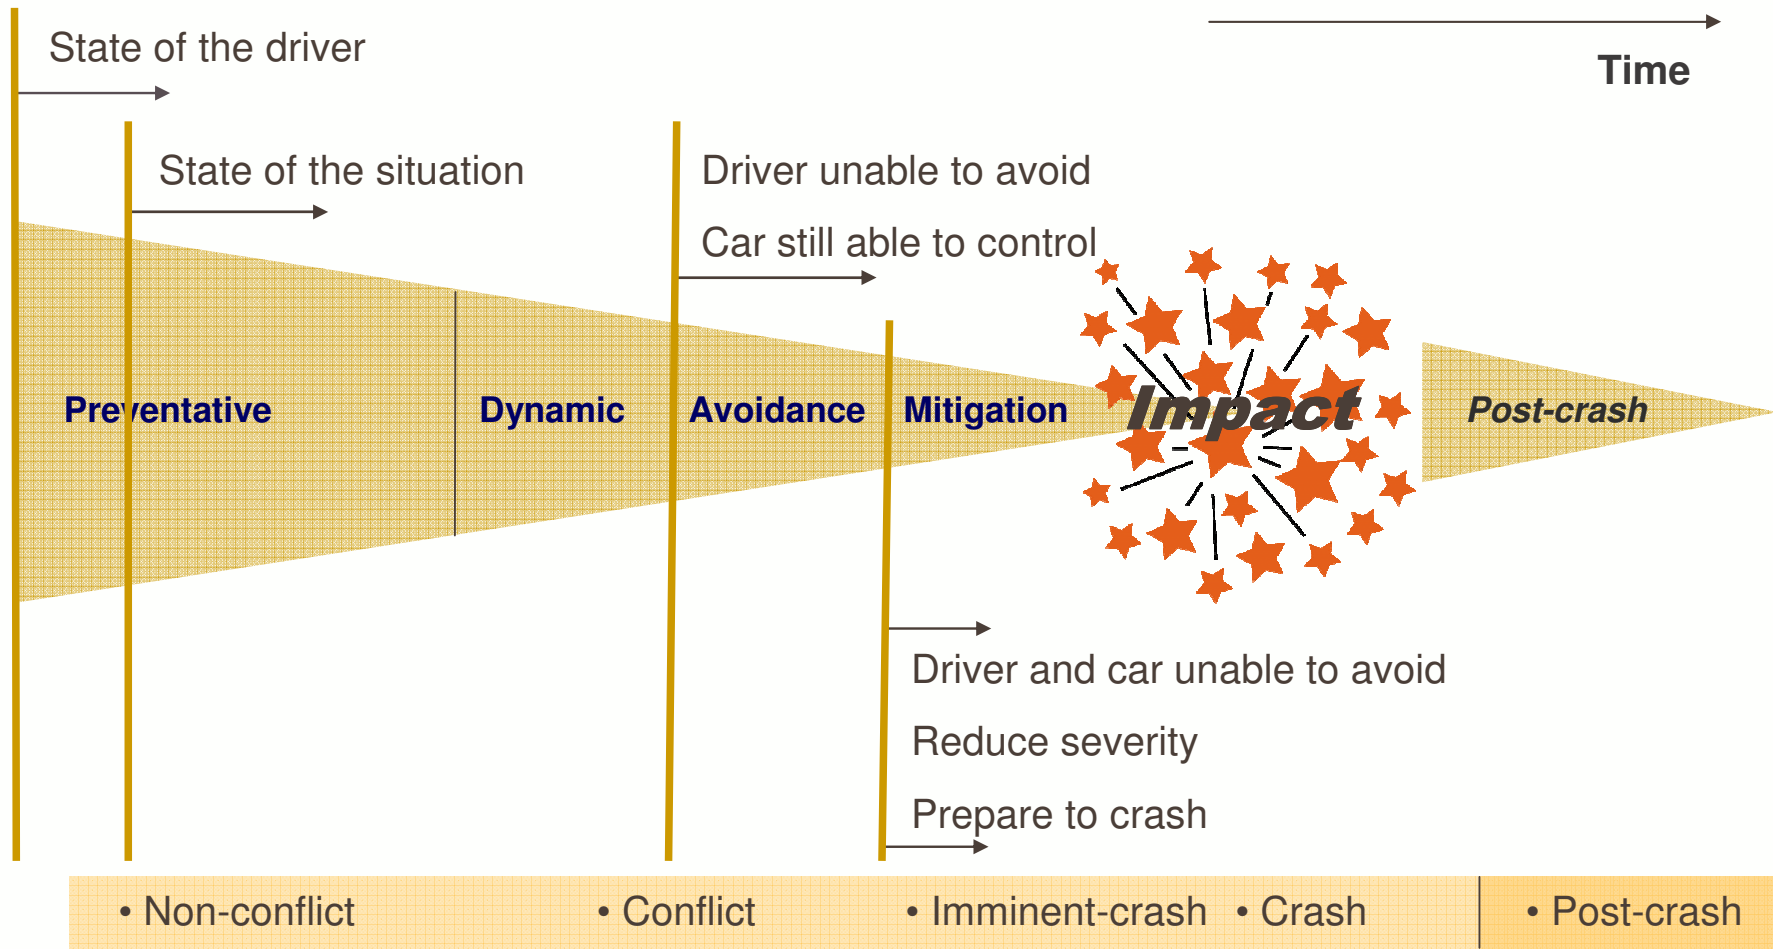 State of the driver
Time
State of the situation
Driver unable to avoid
Car still able to control
Preventative
Dynamic
Avoidance
Mitigation
Impact
Post-crash
Driver and car unable to avoid
Reduce severity
Prepare to crash
• Non-conflict
• Conflict
• Imminent-crash
• Crash
• Post-crash